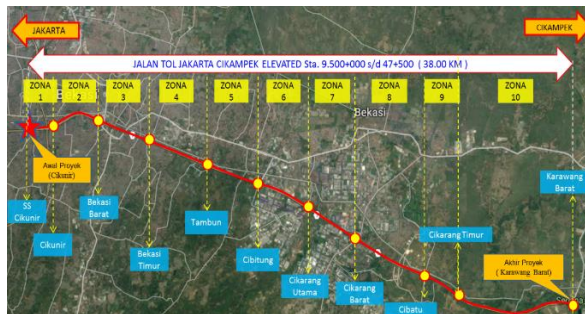 JAKARTA
CIKAMPEK
JALAN TOL JAKARTA CIKAMPEK ELEVATED Sta. 9.500+000 s/d 47+500 ( 38.00 KM )
ZONA
1
ZONA
2
ZONA
3
ZONA
4
ZONA
5
ZONA
6
ZONA
7
ZONA
8
ZONA
9
ZONA
10
Bekasi
Bekasi
Awal Proyek
(Cikunir)
SS
Cikunir
Cikunir
Bekasi
Barat
Bekasi
Timur
Tambun
Cibitung
Cikarang
Utama
Cikarang
Barat
Cibatu
Cikarang Timur
Karawang
Barat
Akhir Proyek
( Karawang Barat)